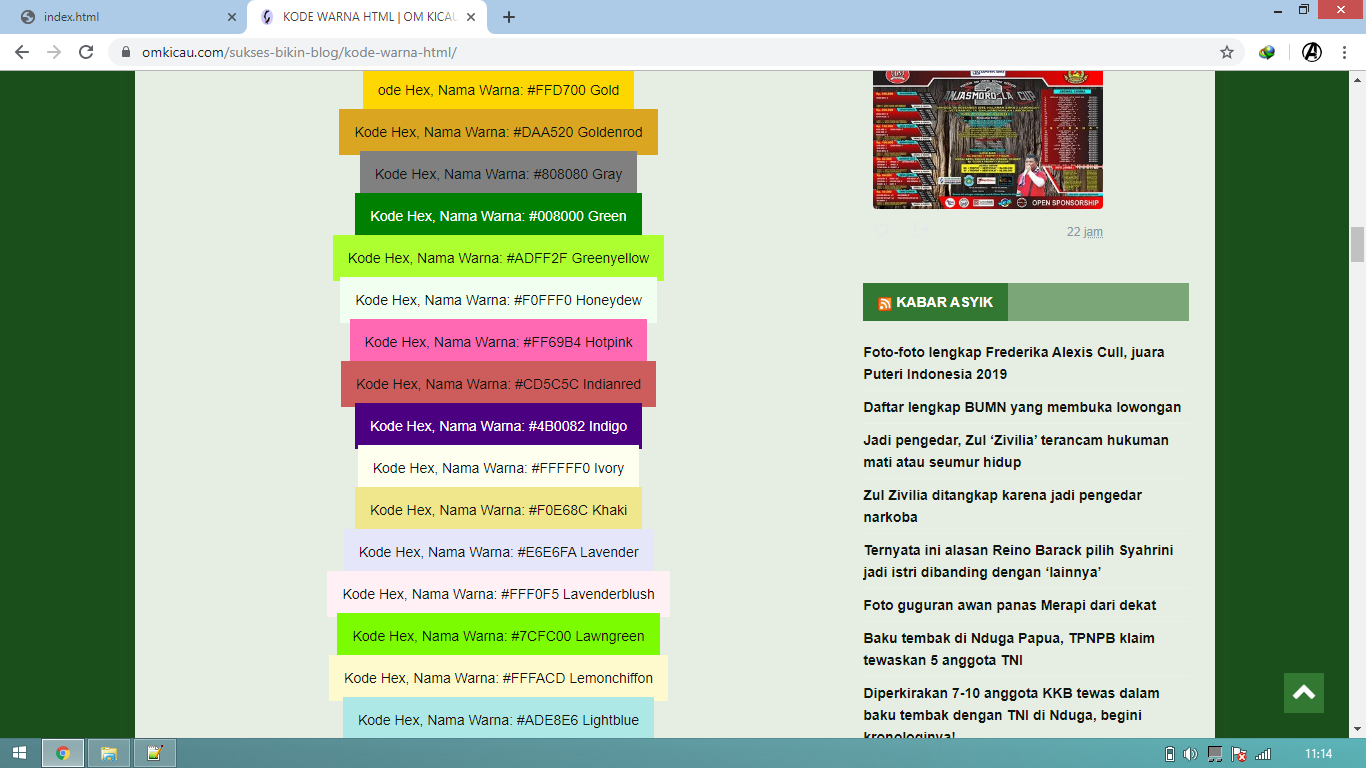 index.html
KODE WARNA HTML | OM KICAU
omkicau.com/sukses-bikin-blog/kode-warna-html/
ode Hex, Nama Warna: #FFD700 Gold
Kode Hex, Nama Warna: #DAA520 Goldenrod
Kode Hex, Nama Warna: #808080 Gray
Kode Hex, Nama Warna: #008000 Green
Kode Hex, Nama Warna: #ADFF2F Greenyellow
Kode Hex, Nama Warna: #F0FFF0 Honeydew
Kode Hex, Nama Warna: #FF69B4 Hotpink
Kode Hex, Nama Warna: #CD5C5C Indianred
Kode Hex, Nama Warna: #4B0082 Indigo
Kode Hex, Nama Warna: #FFFFF0 Ivory
Kode Hex, Nama Warna: #F0E68C Khaki
Kode Hex, Nama Warna: #E6E6FA Lavender
Kode Hex, Nama Warna: #FFF0F5 Lavenderblush
Kode Hex, Nama Warna: #7CFC00 Lawngreen
Kode Hex, Nama Warna: #FFFACD Lemonchiffon
Kode Hex, Nama Warna: #ADE8E6 Lightblue
OPEN SPONSORSHIP
22 jam
KABAR ASYIK
Foto-foto lengkap Frederika Alexis Cull, juara
Puteri Indonesia 2019
Daftar lengkap BUMN yang membuka lowongan
Jadi pengedar, Zul ‘Zivilia’ terancam hukuman
mati atau seumur hidup
Zul Zivilia ditangkap karena jadi pengedar
narkoba
Ternyata ini alasan Reino Barack pilih Syahrini
jadi istri dibanding dengan ‘lainnya’
Foto guguran awan panas Merapi dari dekat
Baku tembak di Nduga Papua, TPNPB klaim
tewaskan 5 anggota TNI
Diperkirakan 7-10 anggota KKB tewas dalam
baku tembak dengan TNI di Nduga, begini
kronologinya!
11:14